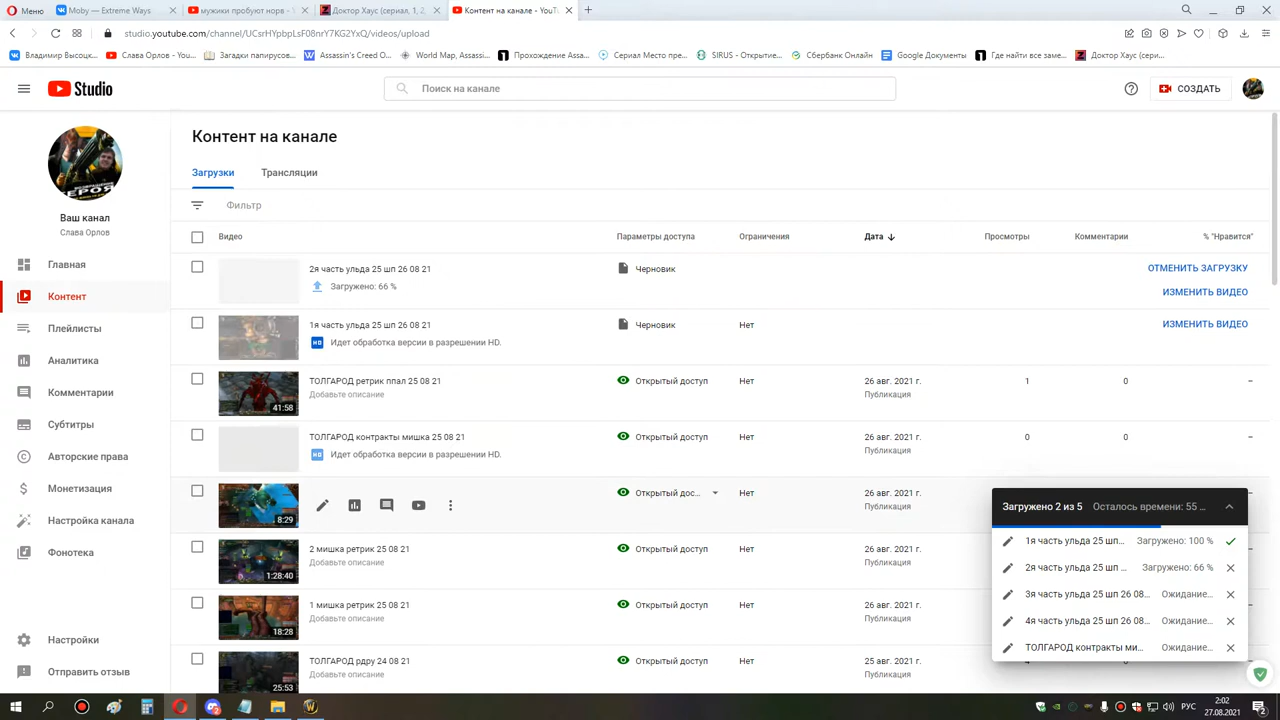 Меню
Moby — Extreme Ways
мужики пробуют норв - 
Доктор Хаус (сериал, 1, 2,
Контент на канале - YouTu
studio.youtube.com/channel/UCsrHYpbpLsF08nrY7KG2YxQ/videos/upload
Владимир Высоцк...
Слава Орлов - You...
Загадки папирусов...
Assassin's Creed O...
World Map, Assassi...
Прохождение Assa...
Сериал Место пре...
SIRUS - Открытие...
Сбербанк Онлайн
Google Документы
Где найти все заме...
Доктор Хаус (сери...
Studio
Поиск на канале
СОЗДАТЬ
Контент на канале
Загрузки
Трансляции
Фильтр
Ваш канал
Слава Орлов
Главная
Контент
Плейлисты
Аналитика
Комментарии
Субтитры
Авторские права
Монетизация
Настройка канала
Фонотека
Настройки
Отправить отзыв
Видео Параметры доступа Ограничения Дата Просмотры Комментарии % "Нравится"
2я часть ульда 25 шп 26 08 21 Черновик ОТМЕНИТЬ ЗАГРУЗКУ
Загружено: 66 % ИЗМЕНИТЬ ВИДЕО
1я часть ульда 25 шп 26 08 21 Черновик Нет ИЗМЕНИТЬ ВИДЕО
HD Идет обработка версии в разрешении HD.
ТОЛГАРОД ретрик ппал 25 08 21 Открытый доступ Нет 26 авг. 2021 г. 1 0 –
41:58 Добавьте описание Публикация
ТОЛГАРОД контракты мишка 25 08 21 Открытый доступ Нет 26 авг. 2021 г. 0 0 –
HD Идет обработка версии в разрешении HD. Публикация
8:29 Открытый дос... Нет 26 авг. 2021 г.
Публикация
2 мишка ретрик 25 08 21 Открытый доступ Нет 26 авг. 2021 г.
1:28:40 Добавьте описание Публикация
1 мишка ретрик 25 08 21 Открытый доступ Нет 26 авг. 2021 г.
18:28 Добавьте описание Публикация
ТОЛГАРОД рдру 24 08 21 Открытый доступ Нет 25 авг. 2021 г.
25:53 Добавьте описание Публикация
Загружено 2 из 5 Осталось времени: 55 ...
1я часть ульда 25 шп... Загружено: 100 %
2я часть ульда 25 шп ... Загружено: 66 %
3я часть ульда 25 шп 26 08... Ожидание...
4я часть ульда 25 шп 26 08... Ожидание...
ТОЛГАРОД контракты ми... Ожидание...
РУС
2:02
27.08.2021
2